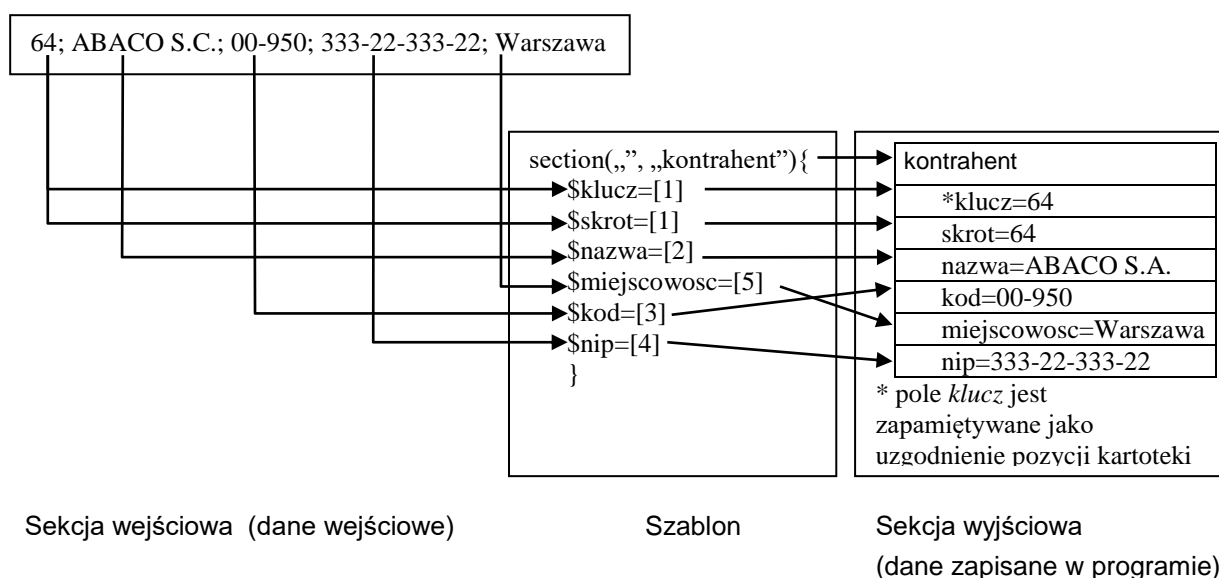 64; ABACO S.C.; 00-950; 333-22-333-22; Warszawa
section(„”, „kontrahent”){
$klucz=[1]
$skrot=[1]
$nazwa=[2]
$miejscowosc=[5]
$kod=[3]
$nip=[4]
}
kontrahent
*klucz=64
skrot=64
nazwa=ABACO S.A.
kod=00-950
miejscowosc=Warszawa
nip=333-22-333-22
* pole klucz jest
zapamiętywane jako
uzgodnienie pozycji kartoteki
Sekcja wejściowa (dane wejściowe)
Szablon
Sekcja wyjściowa
(dane zapisane w programie)